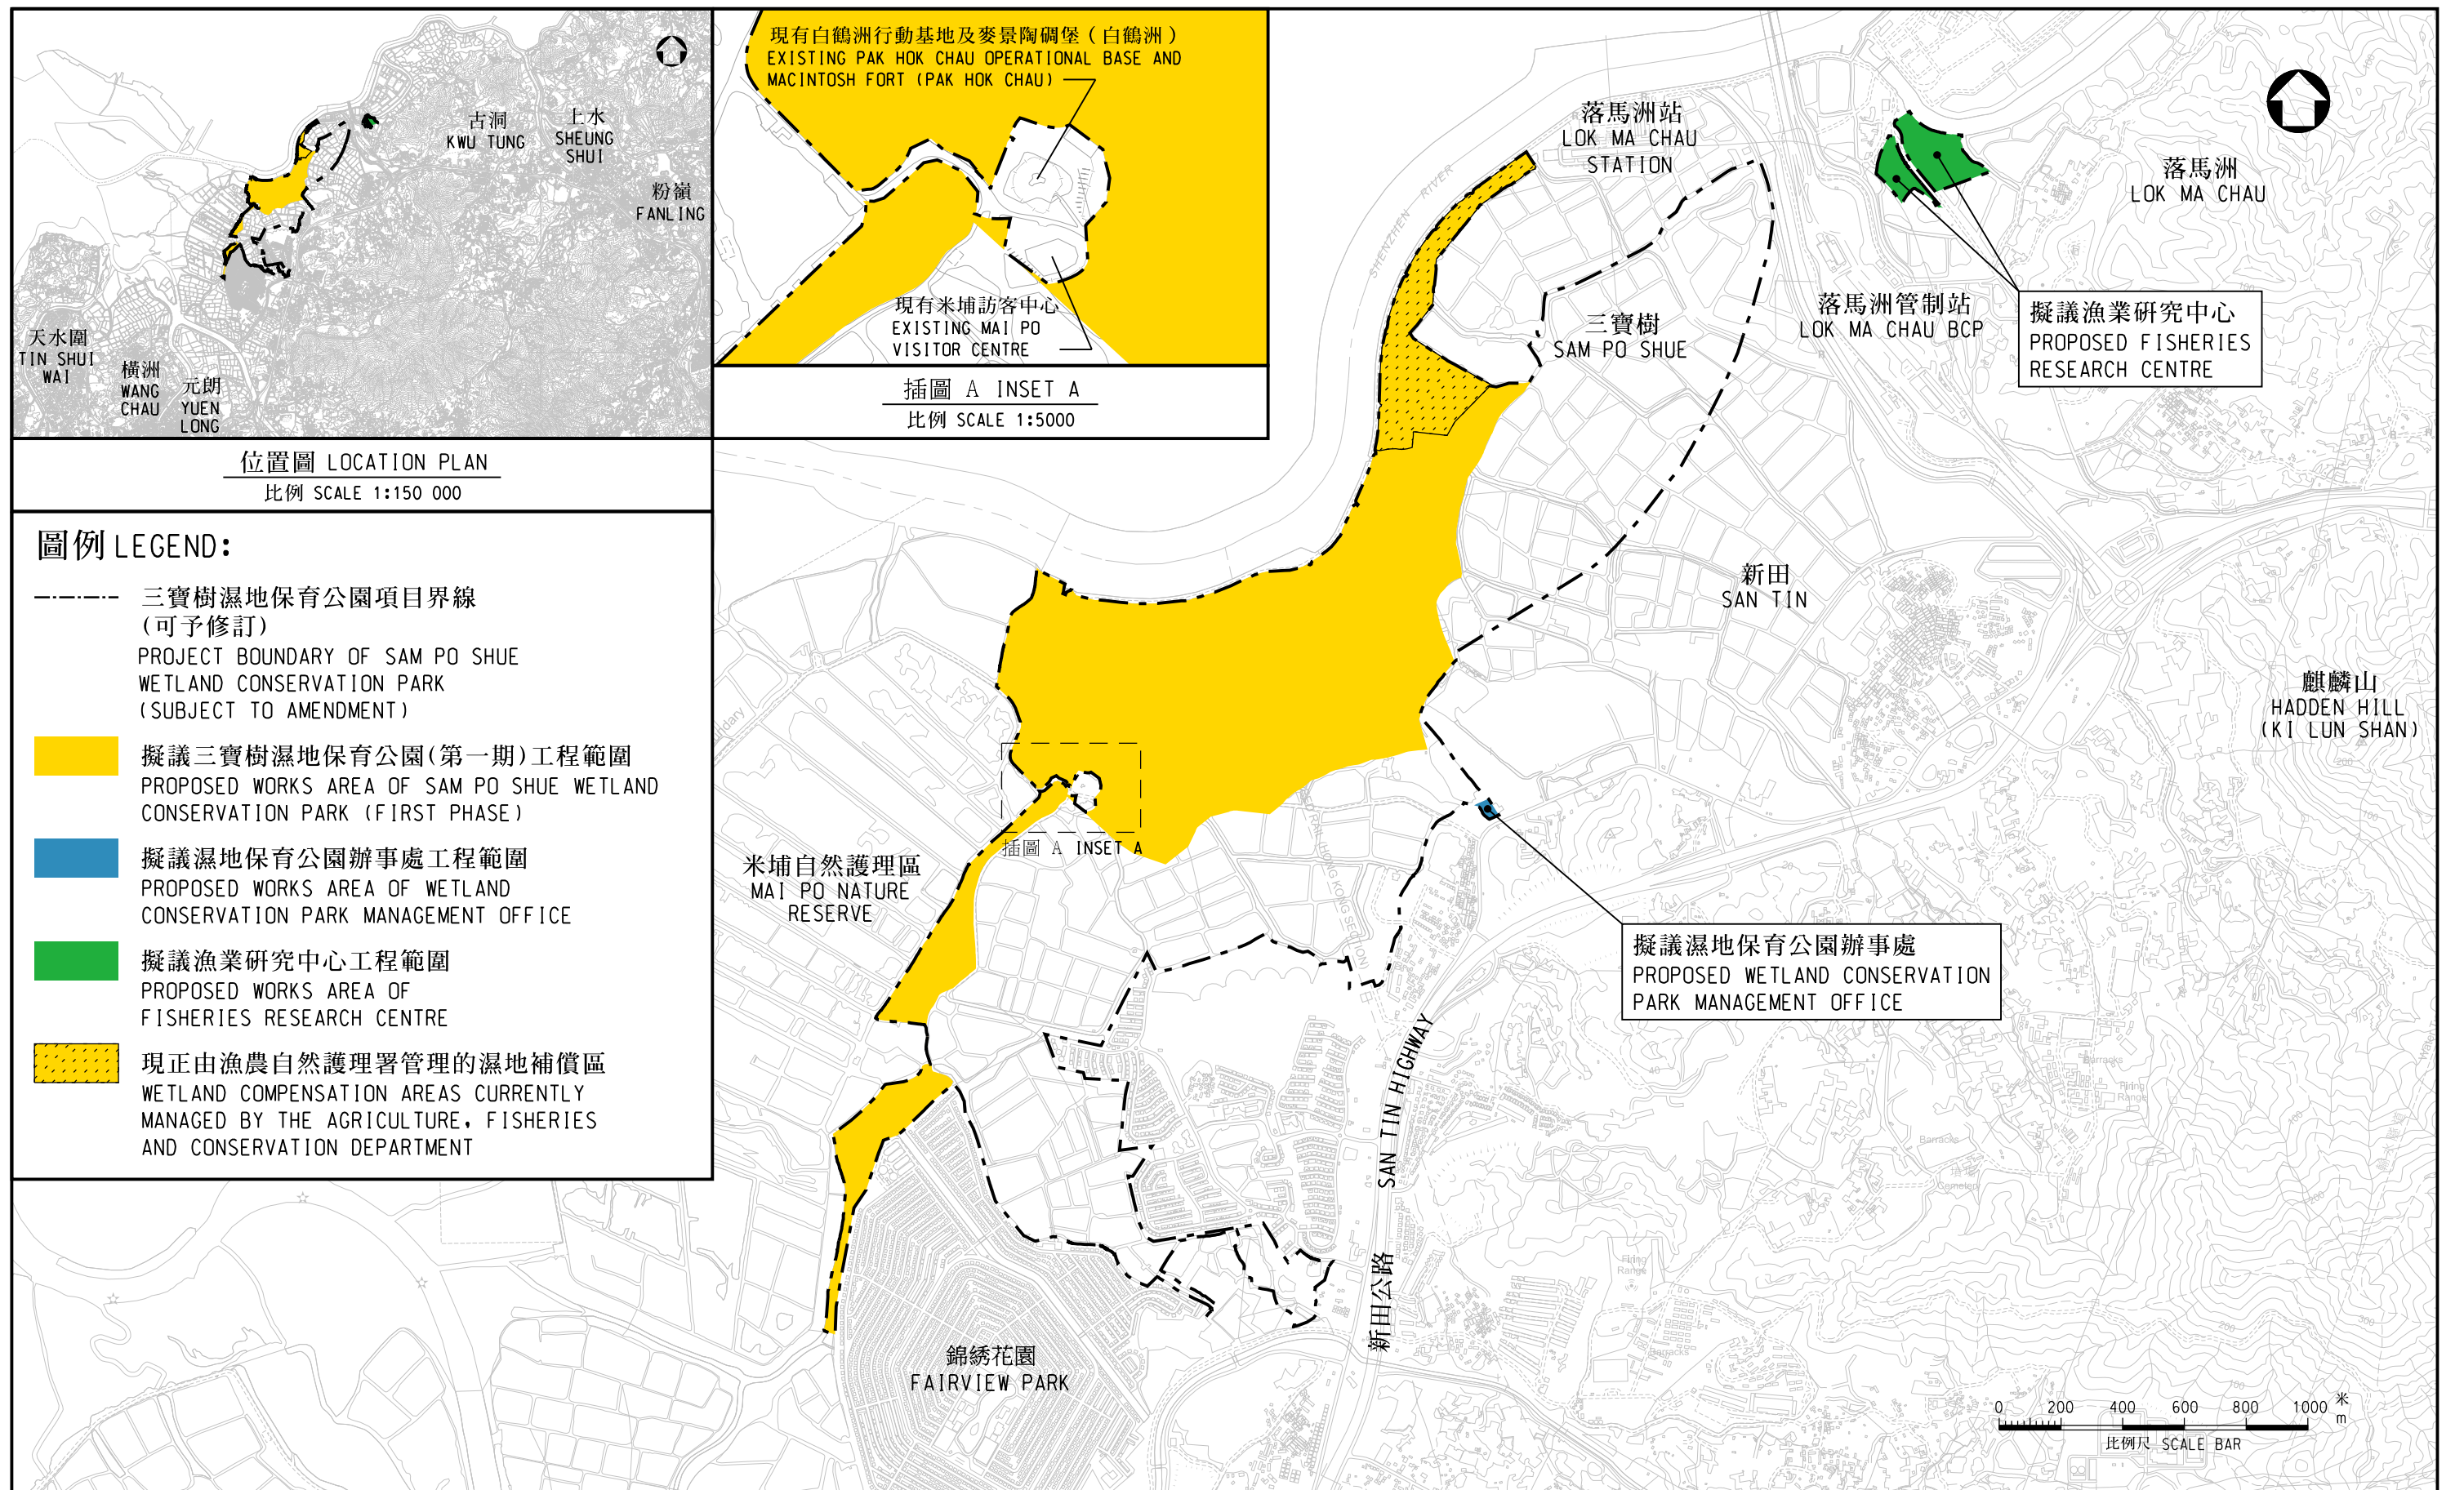 古洞
KWU TUNG
上水
SHEUNG
SHUI
粉嶺
FANLING
天水圍
TIN SHUI
WAI
橫洲
WANG
CHAU
元朗
YUEN
LONG
位置圖 LOCATION PLAN
比例 SCALE 1:150 000
現有白鶴洲行動基地及麥景陶碉堡（白鶴洲）
EXISTING PAK HOK CHAU OPERATIONAL BASE AND
MACINTOSH FORT (PAK HOK CHAU)
現有米埔訪客中心
EXISTING MAI PO
VISITOR CENTRE
插圖 A INSET A
比例 SCALE 1:5000
圖例 LEGEND:
三寶樹濕地保育公園項目界線
(可予修訂)
PROJECT BOUNDARY OF SAM PO SHUE
WETLAND CONSERVATION PARK
(SUBJECT TO AMENDMENT)
擬議三寶樹濕地保育公園(第一期)工程範圍
PROPOSED WORKS AREA OF SAM PO SHUE WETLAND
CONSERVATION PARK (FIRST PHASE)
擬議濕地保育公園辦事處工程範圍
PROPOSED WORKS AREA OF WETLAND
CONSERVATION PARK MANAGEMENT OFFICE
擬議漁業研究中心工程範圍
PROPOSED WORKS AREA OF
FISHERIES RESEARCH CENTRE
現正由漁農自然護理署管理的濕地補償區
WETLAND COMPENSATION AREAS CURRENTLY
MANAGED BY THE AGRICULTURE, FISHERIES
AND CONSERVATION DEPARTMENT
SHENZHEN RIVER
落馬洲站
LOK MA CHAU
STATION
落馬洲
LOK MA CHAU
三寶樹
SAM PO SHUE
落馬洲管制站
LOK MA CHAU BCP
擬議漁業研究中心
PROPOSED FISHERIES
RESEARCH CENTRE
新田
SAN TIN
麒麟山
HADDEN HILL
(KI LUN SHAN)
插圖 A INSET A
米埔自然護理區
MAI PO NATURE
RESERVE
擬議濕地保育公園辦事處
PROPOSED WETLAND CONSERVATION
PARK MANAGEMENT OFFICE
新田公路 SAN TIN HIGHWAY
Barracks
Firing
Range
Barracks
Cemetery
Firing
Range
Barracks
錦綉花園
FAIRVIEW PARK
0 200 400 600 800 1000 米
m
比例尺 SCALE BAR